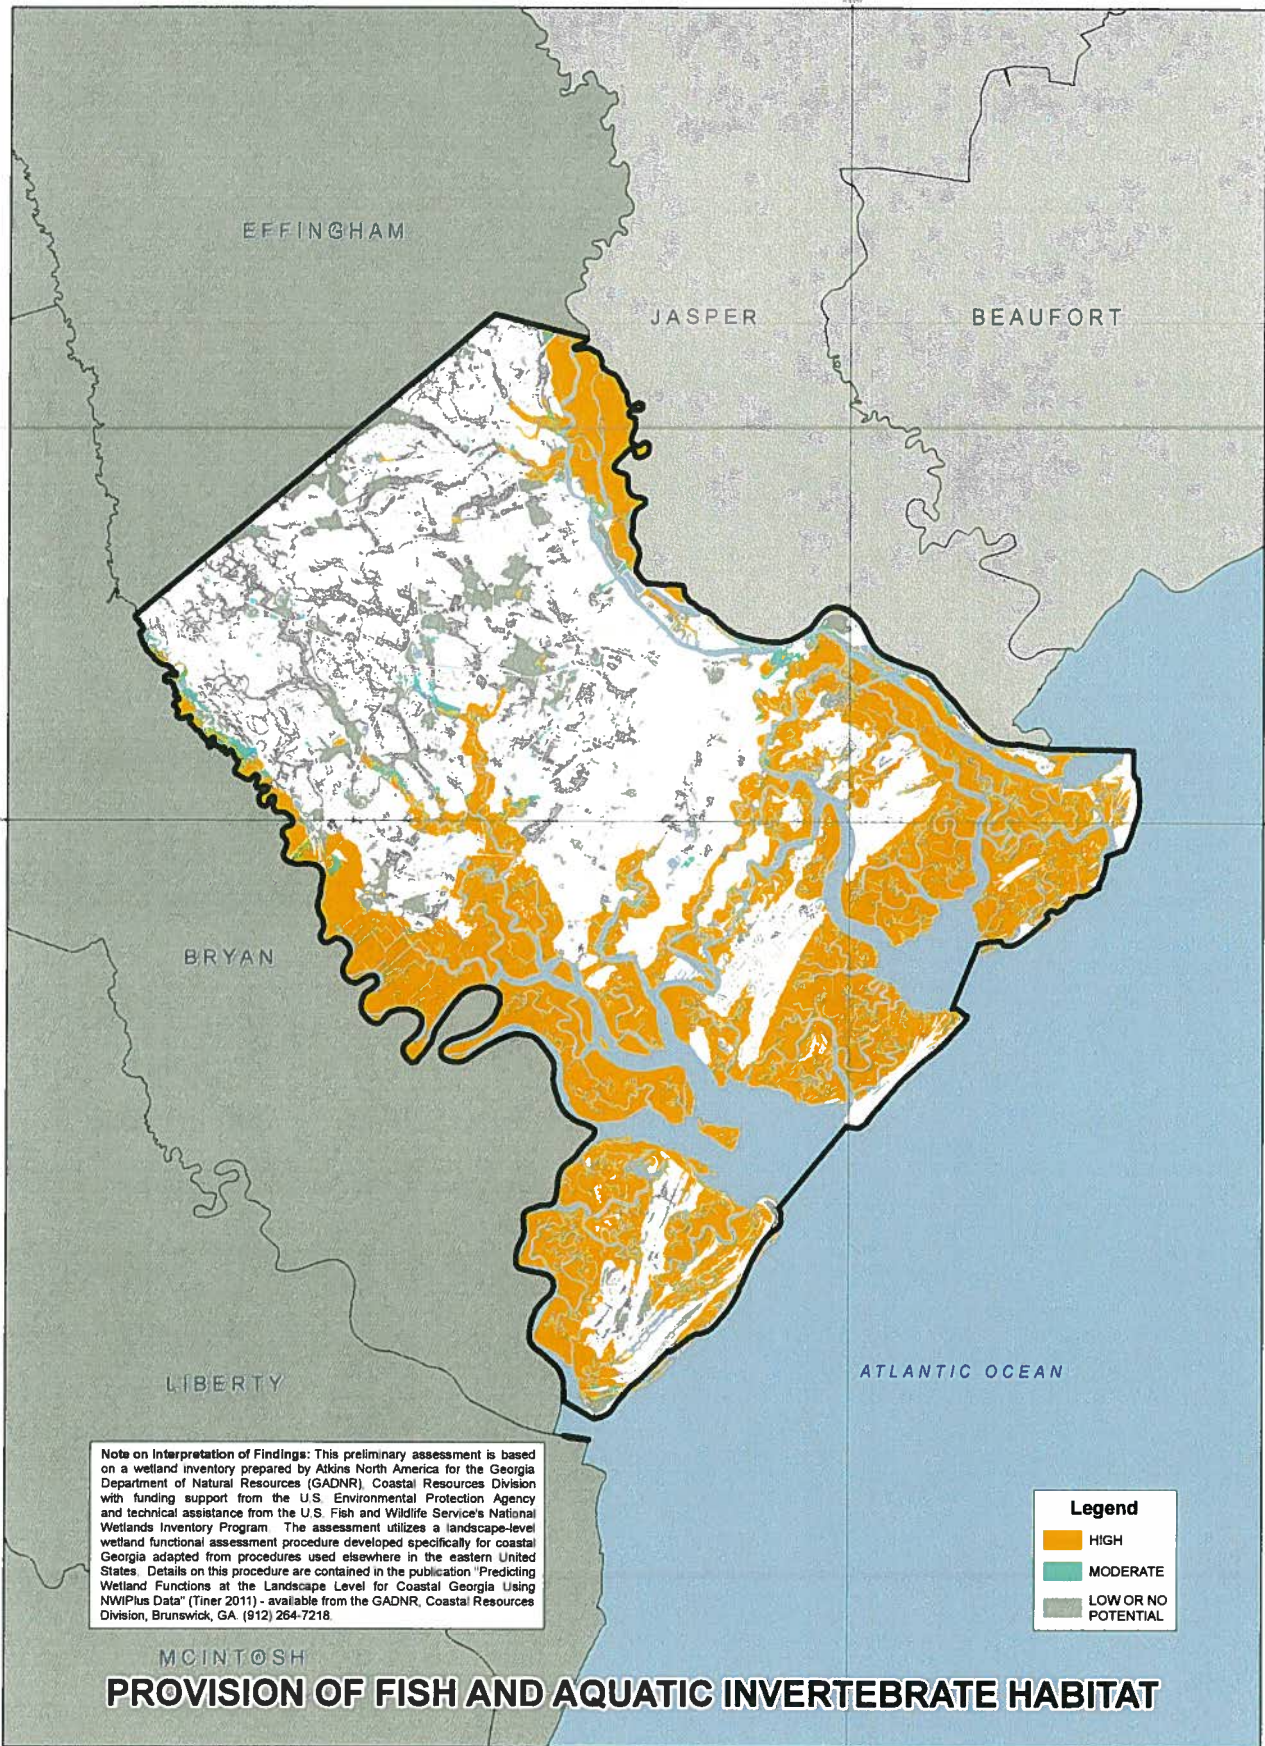 EFFINGHAM
JASPER
BEAUFORT
BRYAN
LIBERTY
ATLANTIC OCEAN
Note on Interpretation of Findings: This preliminary assessment is based
on a wetland inventory prepared by Atkins North America for the Georgia
Department of Natural Resources (GADNR), Coastal Resources Division
with funding support from the U.S. Environmental Protection Agency
and technical assistance from the U.S. Fish and Wildlife Service's National
Wetlands Inventory Program. The assessment utilizes a landscape-level
wetland functional assessment procedure developed specifically for coastal
Georgia adapted from procedures used elsewhere in the eastern United
States. Details on this procedure are contained in the publication "Predicting
Wetland Functions at the Landscape Level for Coastal Georgia Using
NWIPlus Data" (Tiner 2011) - available from the GADNR, Coastal Resources
Division, Brunswick, GA. (912) 264-7218.
Legend
HIGH
MODERATE
LOW OR NO
POTENTIAL
MCINTOSH
PROVISION OF FISH AND AQUATIC INVERTEBRATE HABITAT